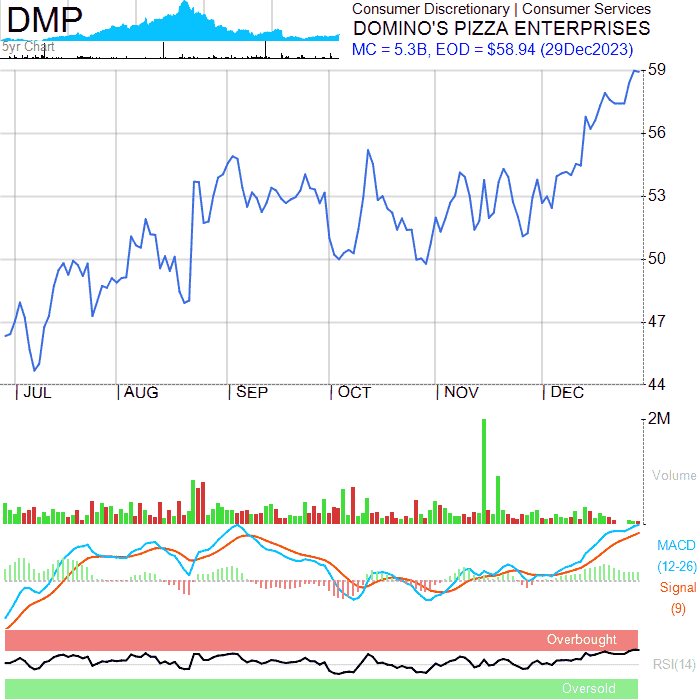 DMP
Consumer Discretionary | Consumer Services
DOMINO'S PIZZA ENTERPRISES
5yr Chart
MC = 5.3B, EOD = $58.94 (29Dec2023)
59
56
53
50
47
44
|JUL |AUG |SEP |OCT |NOV |DEC
2M
Volume
MACD
(12-26)
Signal
(9)
Overbought
RSI(14)
Oversold